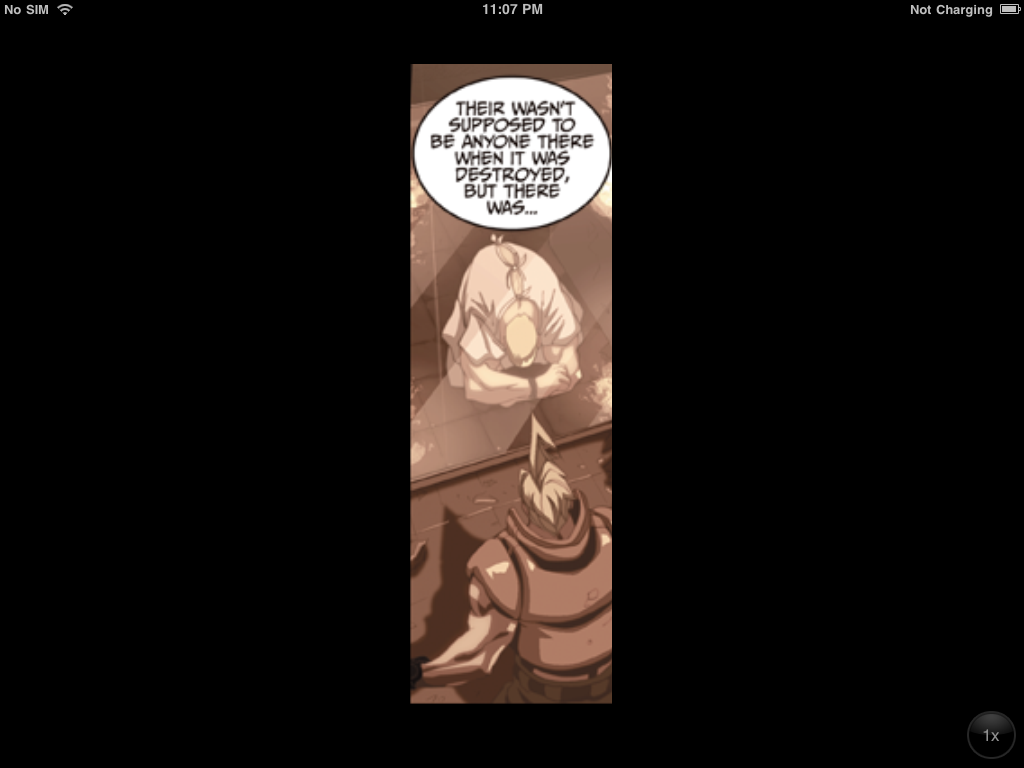 No SIM
11:07 PM
Not Charging
THEIR WASN'T
SUPPOSED TO
BE ANYONE THERE
WHEN IT WAS
DESTROYED,
BUT THERE
WAS...
1x